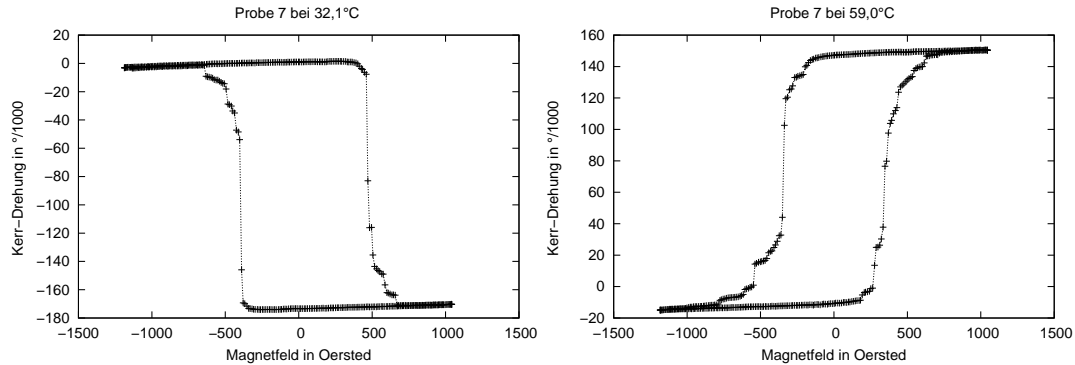 Probe 7 bei 32,1°C
Kerr−Drehung in °/1000
20
0
−20
−40
−60
−80
−100
−120
−140
−160
−180
−1500 −1000 −500 0 500 1000 1500
Magnetfeld in Oersted
Probe 7 bei 59,0°C
Kerr−Drehung in °/1000
160
140
120
100
80
60
40
20
0
−20
−1500 −1000 −500 0 500 1000 1500
Magnetfeld in Oersted